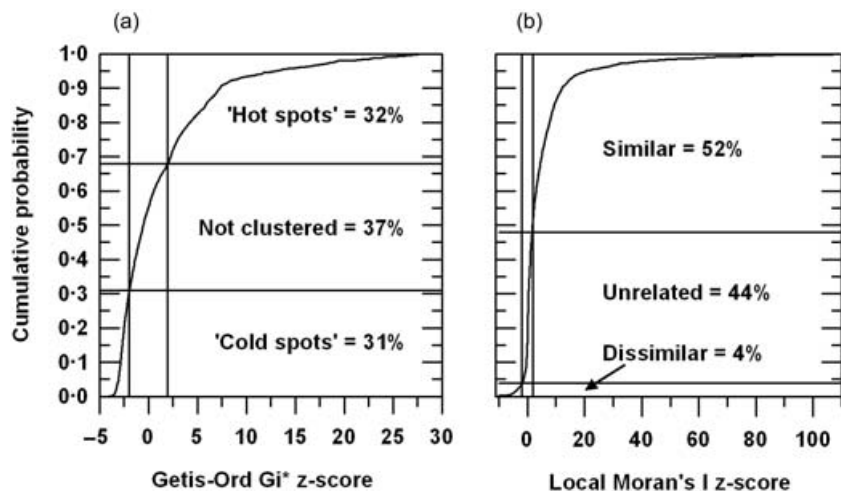 (a)
(b)
Cumulative probability
1·0
0·9
0·8
0·7
0·6
0·5
0·4
0·3
0·2
0·1
0·0
'Hot spots' = 32%
Not clustered = 37%
'Cold spots' = 31%
–5 0 5 10 15 20 25 30
Getis-Ord Gi* z-score
Similar = 52%
Unrelated = 44%
Dissimilar = 4%
0 20 40 60 80 100
Local Moran's I z-score